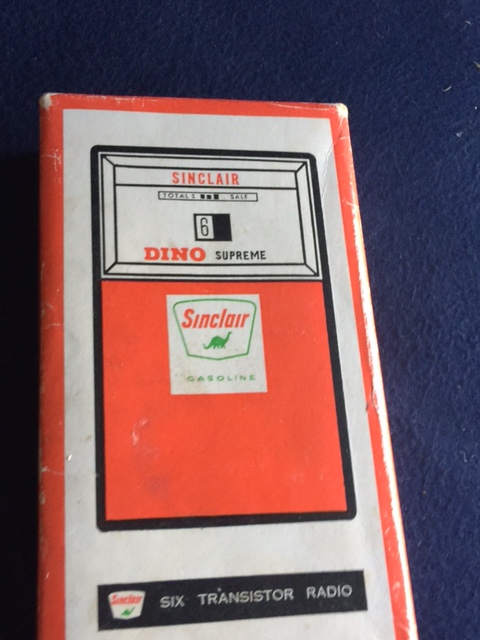 SINCLAIR
TOTAL $ SALE
6
DINO SUPREME
Sinclair
GASOLINE
Sinclair SIX TRANSISTOR RADIO